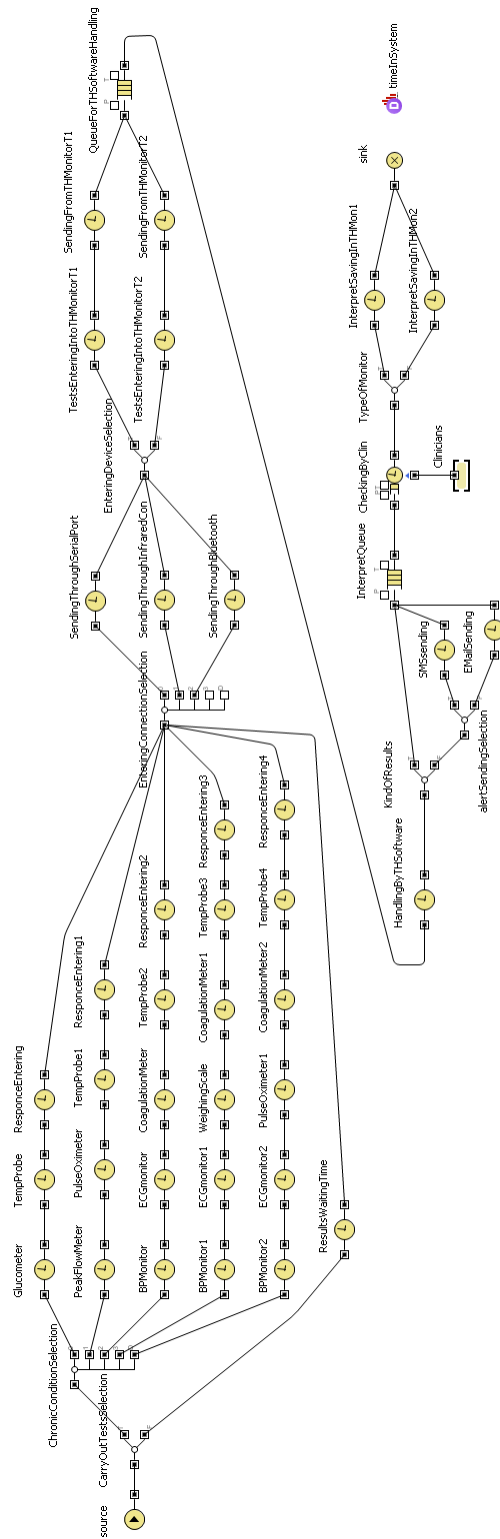 source
CarryOutTestsSelection
ChronicConditionSelection
Glucometer
TempProbe
ResponceEntering
PeakFlowMeter
PulseOximeter
TempProbe1
ResponceEntering1
BPMonitor
ECGmonitor
CoagulationMeter
TempProbe2
ResponceEntering2
BPMonitor1
ECGmonitor1
WeighingScale
CoagulationMeter1
TempProbe3
ResponceEntering3
BPMonitor2
ECGmonitor2
PulseOximeter1
CoagulationMeter2
TempProbe4
ResponceEntering4
ResultsWaitingTime
EnteringConnectionSelection
SendingThroughSerialPort
SendingThroughInfraredCon
SendingThroughBluetooth
EnteringDeviceSelection
TestsEnteringIntoTHMonitorT1
TestsEnteringIntoTHMonitorT2
SendingFromTHMonitorT1
SendingFromTHMonitorT2
QueueForTHSoftwareHandling
HandlingByTHSoftware
KindOfResults
alertSendingSelection
SMSsending
EMailSending
InterpretQueue
CheckingByClin
Clinicians
TypeOfMonitor
InterpretSavingInTHMon1
InterpretSavingInTHMon2
sink
timeInSystem